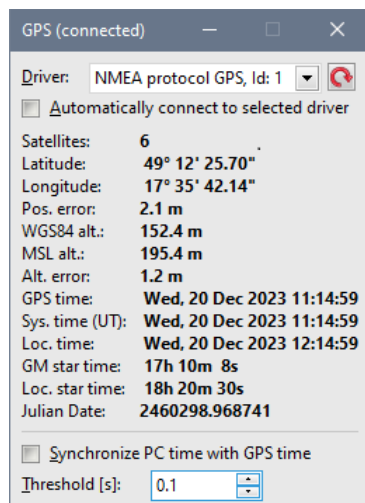 GPS (connected)
Driver: NMEA protocol GPS, Id: 1
Automatically connect to selected driver
Satellites: 6
Latitude: 49° 12' 25.70"
Longitude: 17° 35' 42.14"
Pos. error: 2.1 m
WGS84 alt.: 152.4 m
MSL alt.: 195.4 m
Alt. error: 1.2 m
GPS time: Wed, 20 Dec 2023 11:14:59
Sys. time (UT): Wed, 20 Dec 2023 11:14:59
Loc. time: Wed, 20 Dec 2023 12:14:59
GM star time: 17h 10m 8s
Loc. star time: 18h 20m 30s
Julian Date: 2460298.968741
Synchronize PC time with GPS time
Threshold [s]: 0.1